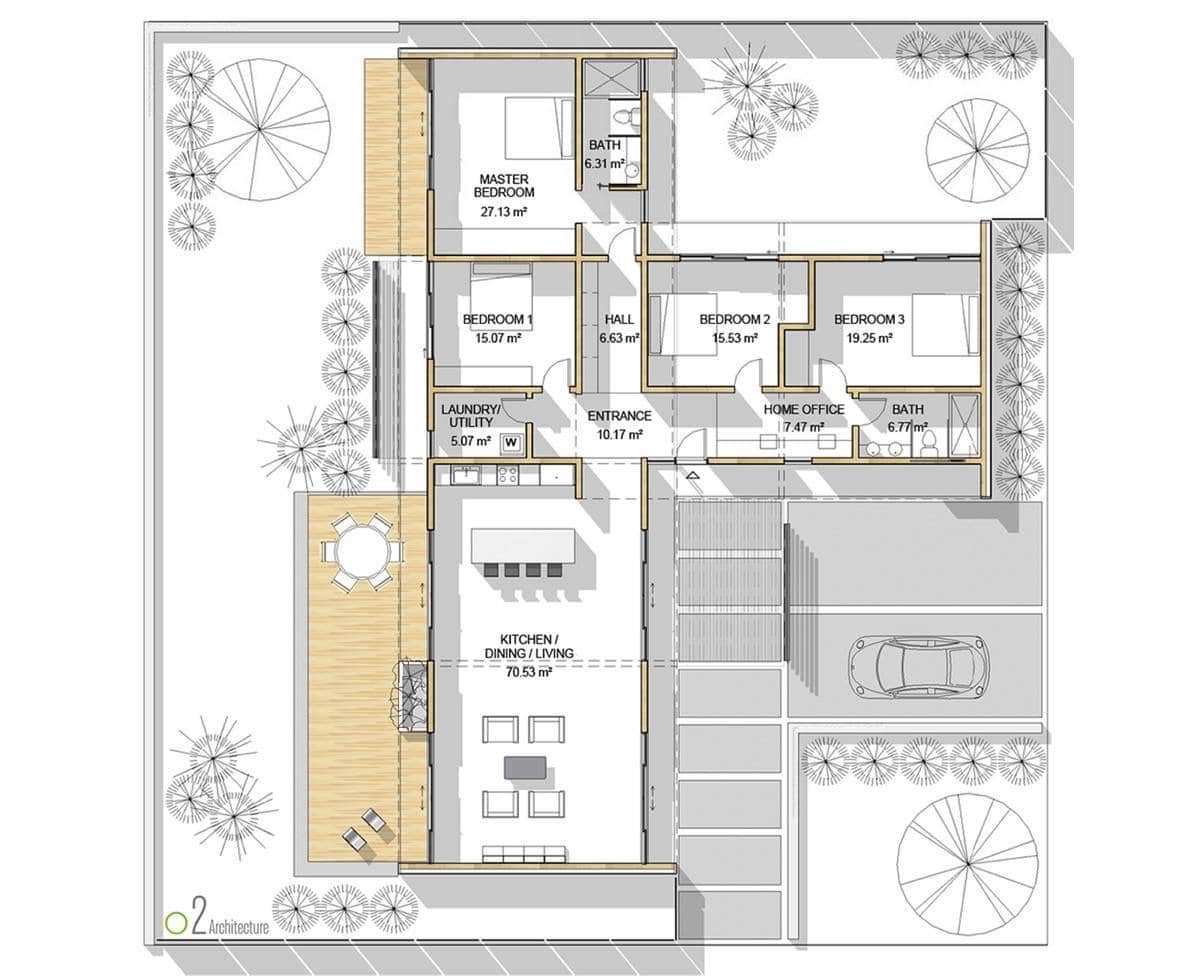 BATH
6.31 m²
MASTER
BEDROOM
27.13 m²
BEDROOM 1
15.07 m²
HALL
6.63 m²
BEDROOM 2
15.53 m²
BEDROOM 3
19.25 m²
LAUNDRY/
UTILITY
5.07 m²
W
ENTRANCE
10.17 m²
HOME OFFICE
7.47 m²
BATH
6.77 m²
KITCHEN /
DINING / LIVING
70.53 m²
O2 Architecture